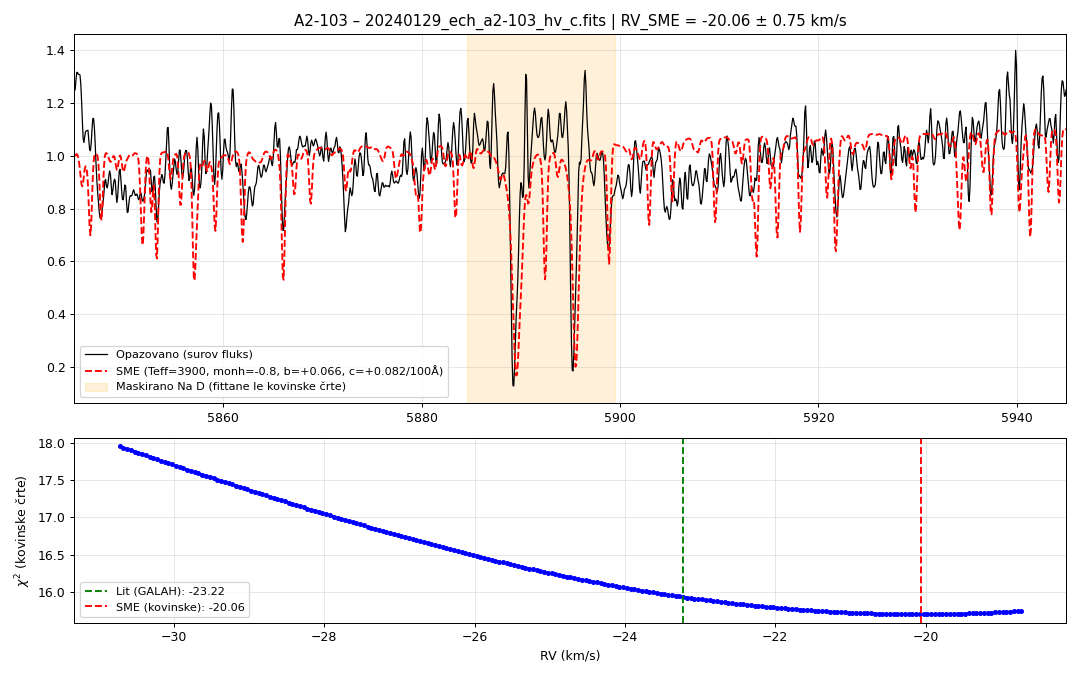 A2-103 – 20240129_ech_a2-103_hv_c.fits | RV_SME = -20.06 ± 0.75 km/s
1.4
1.2
1.0
0.8
0.6
0.4
0.2
Opazovano (surov fluks)
SME (Teff=3900, monh=-0.8, b=+0.066, c=+0.082/100Å)
Maskirano Na D (fittane le kovinske črte)
5860 5880 5900 5920 5940
18.0
17.5
17.0
16.5
16.0
χ² (kovinske črte)
Lit (GALAH): -23.22
SME (kovinske): -20.06
−30 −28 −26 −24 −22 −20
RV (km/s)